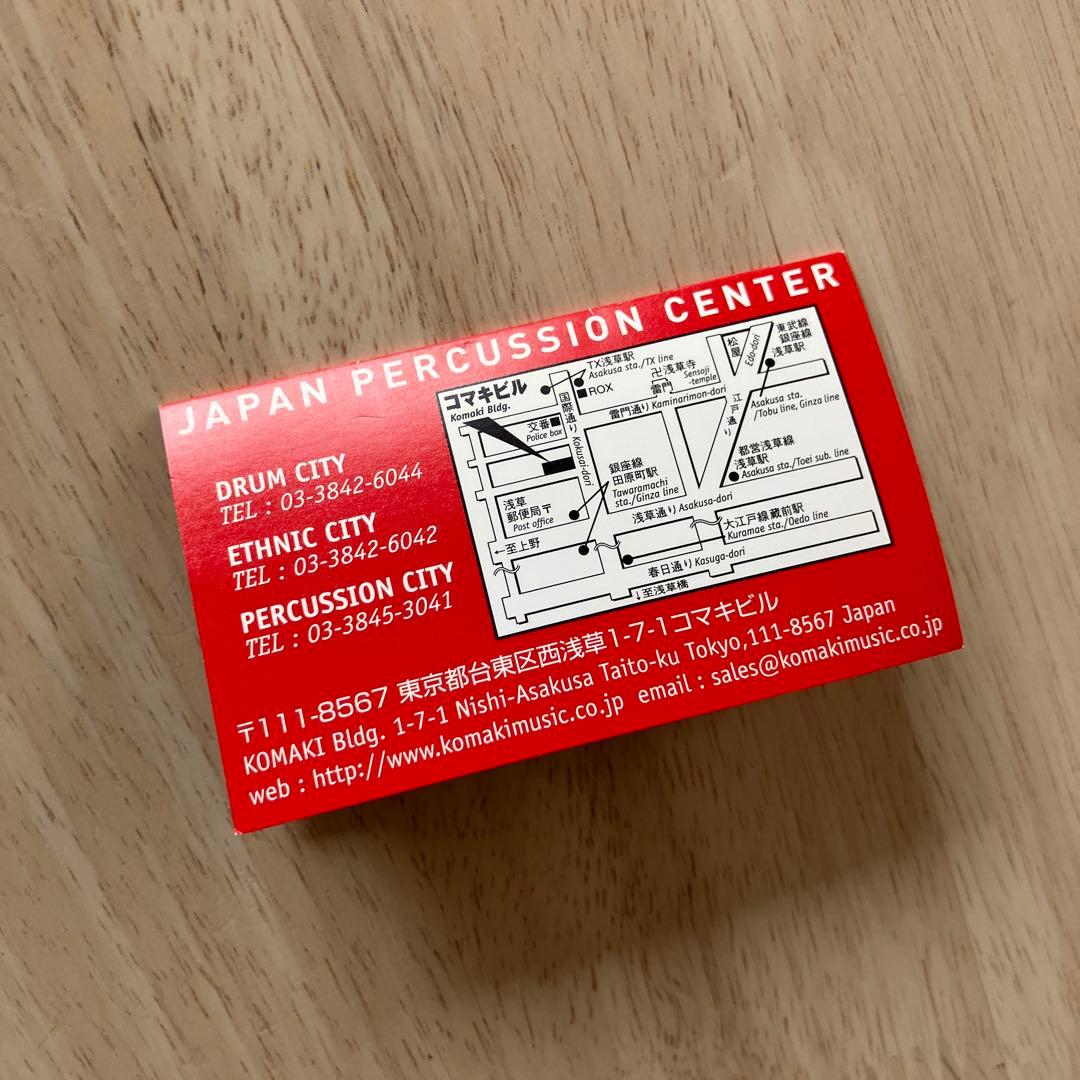 JAPAN PERCUSSION CENTER
DRUM CITY
TEL : 03-3842-6044
ETHNIC CITY
TEL : 03-3842-6042
PERCUSSION CITY
TEL : 03-3845-3041
コマキビル
Komaki Bldg.
TX浅草駅
Asakusa sta./TX line
ROX
交番
Police box
国際通り
Kokusai-dori
卍浅草寺
Sensoji
-temple
雷門
雷門通り Kaminarimon-dori
松屋
Edo-dori
江戸通り
東武線
銀座線
浅草駅
Asakusa sta.
/Tobu line, Ginza line
都営浅草線
浅草駅
Asakusa sta./Toei sub. line
銀座線
田原町駅
Tawaramachi
sta./Ginza line
浅草
郵便局〒
Post office
浅草通り Asakusa-dori
←至上野
大江戸線蔵前駅
Kuramae sta./Oedo line
春日通り Kasuga-dori
↓至浅草橋
〒111-8567 東京都台東区西浅草1-7-1コマキビル
KOMAKI Bldg. 1-7-1 Nishi-Asakusa Taito-ku Tokyo,111-8567 Japan
web : http://www.komakimusic.co.jp email : sales@komakimusic.co.jp